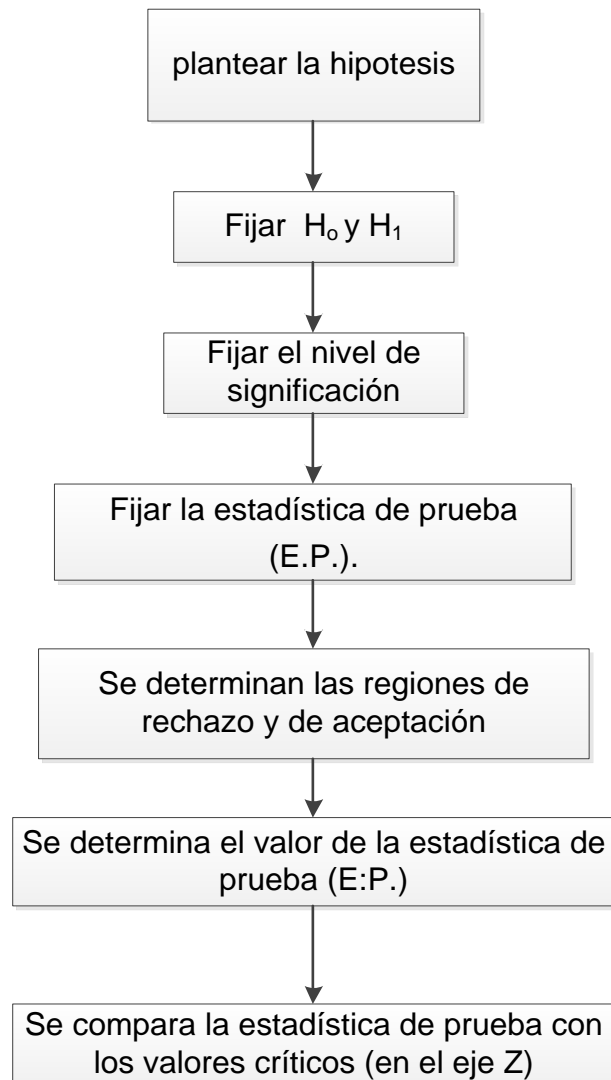 plantear la hipotesis
Fijar Ho y H1
Fijar el nivel de
significación
Fijar la estadística de prueba
(E.P.).
Se determinan las regiones de
rechazo y de aceptación
Se determina el valor de la estadística de
prueba (E:P.)
Se compara la estadística de prueba con
los valores críticos (en el eje Z)